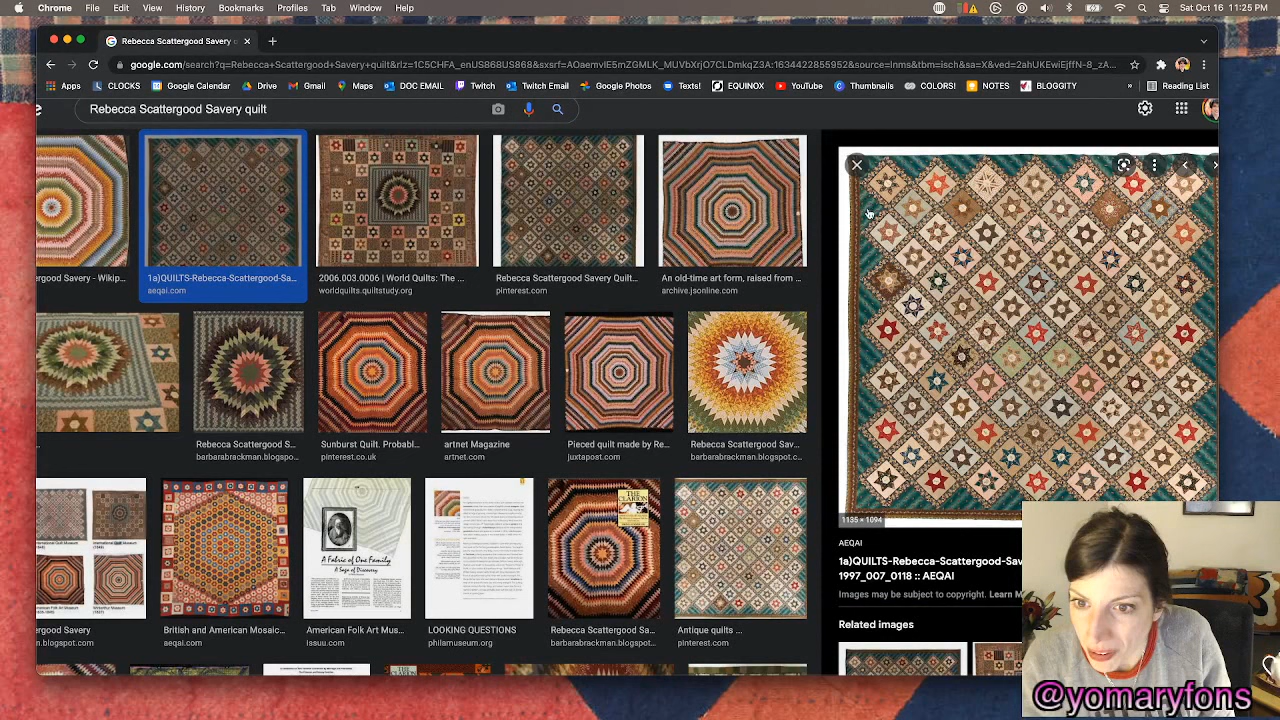 Chrome File Edit View History Bookmarks Profiles Tab Window Help
Sat Oct 16 11:25 PM
Rebecca Scattergood Savery q
google.com/search?q=Rebecca+Scattergood+Savery+quilt&rlz=1C5CHFA_enUS868US868&sxsrf=AOaemvIE5mZGMEkL_MUVbXrjO7CLDmkqZ3A:1634422855952&source=lnms&tbm=isch&sa=X&ved=2ahUKEwiEjffN-8_zA...
Apps CLOCKS Google Calendar Drive Gmail Maps DOC EMAIL Twitch Twitch Email Google Photos Texts! EQUINOX YouTube Thumbnails COLORS! NOTES BLOGGITY » Reading List
Rebecca Scattergood Savery quilt
ergood Savery - Wikip...
1a)QUILTS-Rebecca-Scattergood-Sa...
aeqai.com
2006.003.0006 | World Quilts: The ...
worldquilts.quiltstudy.org
Rebecca Scattergood Savery Quilt...
pinterest.com
An old-time art form, raised from ...
archive.jsonline.com
Rebecca Scattergood S...
barbarabrackman.blogspo...
Sunburst Quilt. Probabl...
pinterest.co.uk
artnet Magazine
artnet.com
Pieced quilt made by Re...
juxtapost.com
Rebecca Scattergood Sav...
barbarabrackman.blogspot.c...
ergood Savery
British and American Mosaic...
aeqai.com
American Folk Art Mus...
issuu.com
LOOKING QUESTIONS
philamuseum.org
THE
CLARION
Rebecca Scattergood Sa...
barbarabrackman.blogspot...
Antique quilts ...
pinterest.com
1135 × 1094
AEQAI
1a)QUILTS-Rebecca-Scattergood-Sav
1997_007_0118 :: AEQAI
Images may be subject to copyright. Learn M
Related images
@yomaryfons